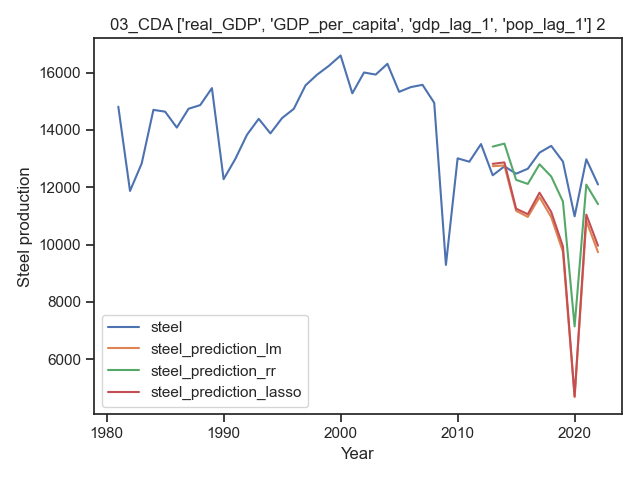 03_CDA ['real_GDP', 'GDP_per_capita', 'gdp_lag_1', 'pop_lag_1'] 2
16000
14000
12000
10000
8000
6000
Steel production
steel
steel_prediction_lm
steel_prediction_rr
steel_prediction_lasso
1980
1990
2000
2010
2020
Year